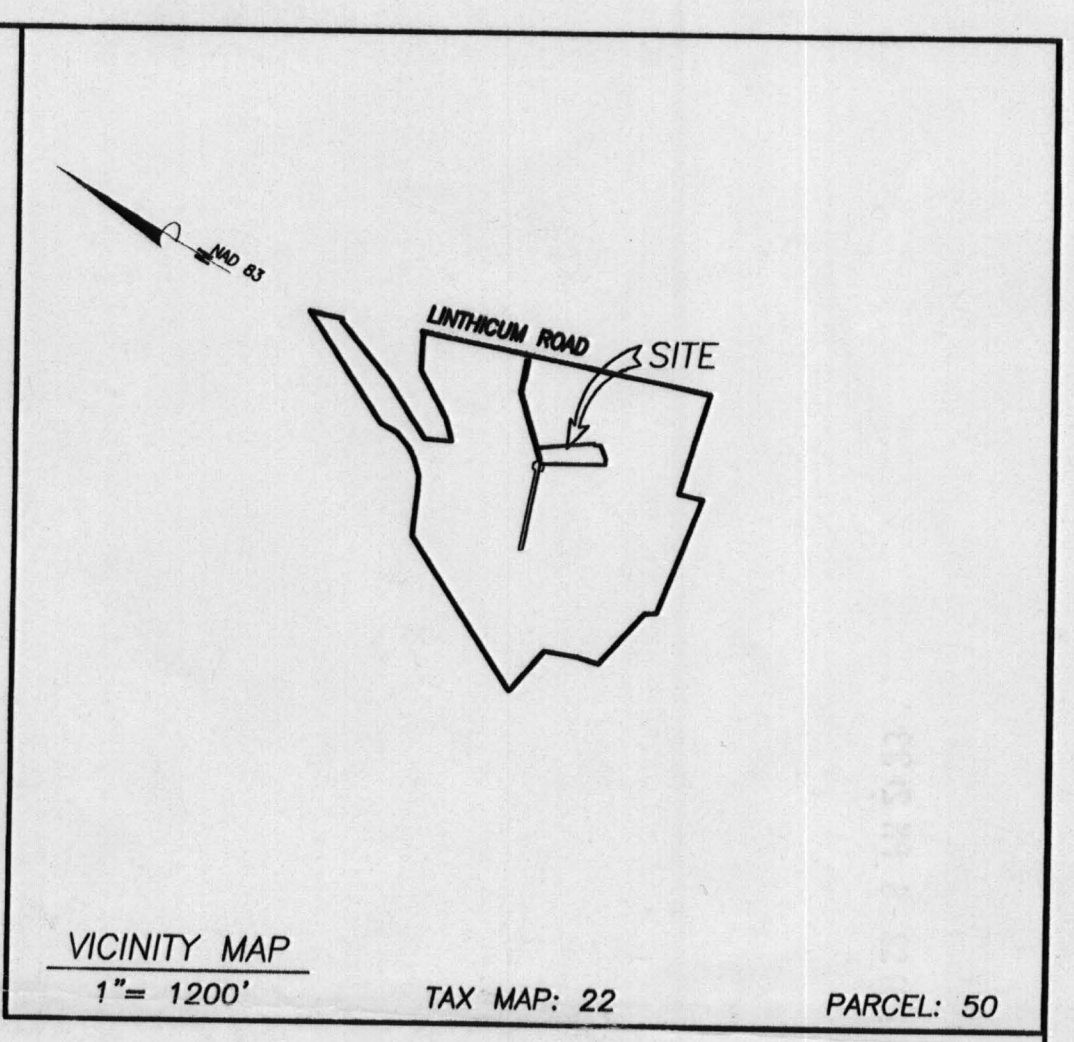 N NAD 83
LINTHICUM ROAD
SITE
VICINITY MAP
1"= 1200'
TAX MAP: 22
PARCEL: 50